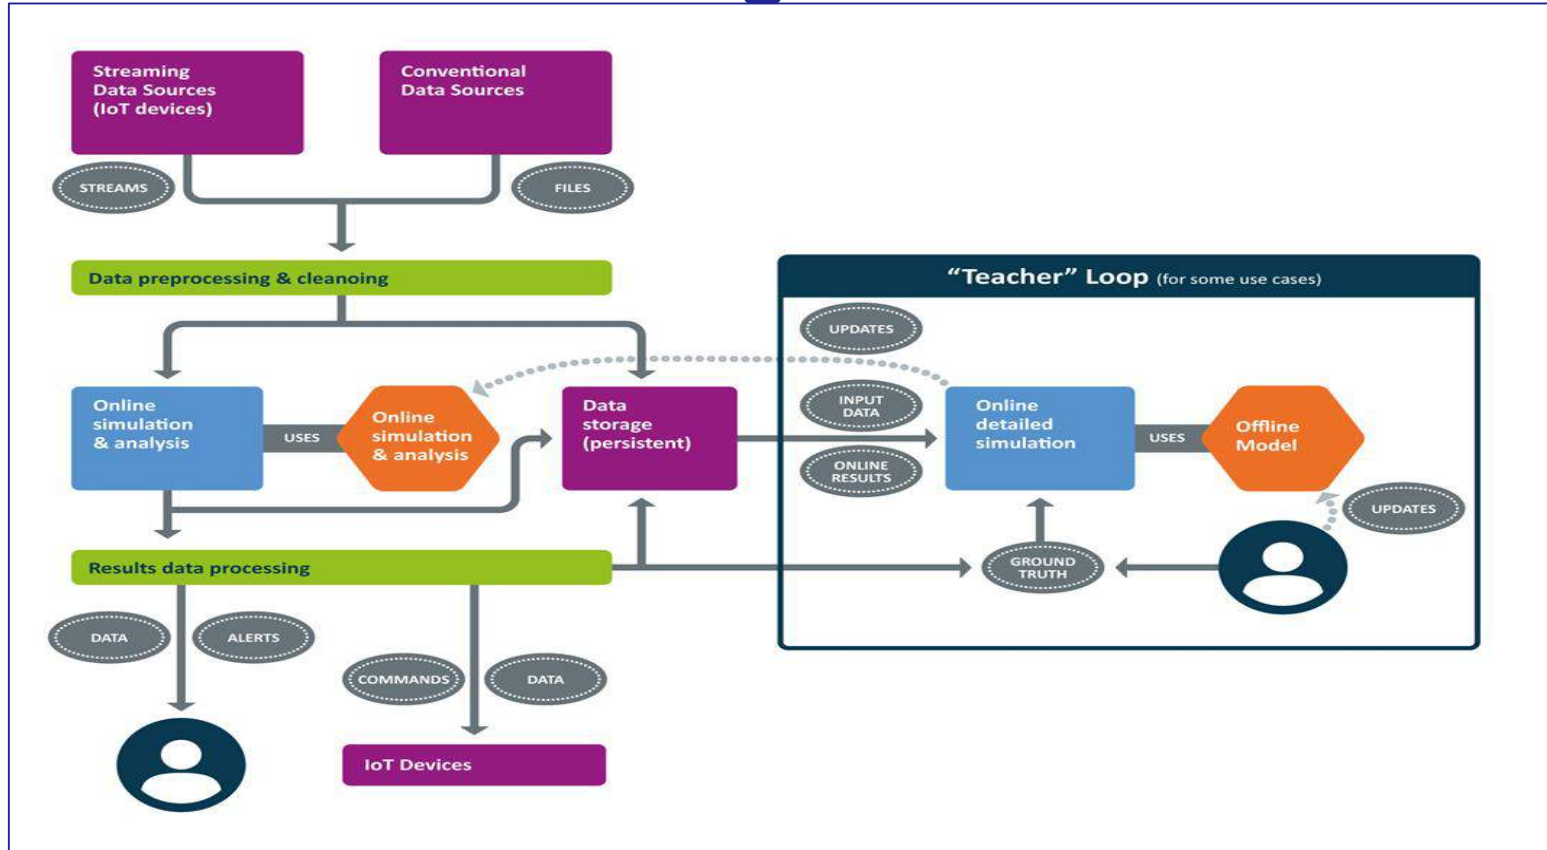 Streaming
Data Sources
(IoT devices)
Conventional
Data Sources
STREAMS
FILES
Data preprocessing & cleanoing
"Teacher" Loop (for some use cases)
UPDATES
Online
simulation
& analysis
USES
Online
simulation
& analysis
Data
storage
(persistent)
INPUT
DATA
ONLINE
RESULTS
Online
detailed
simulation
USES
Offline
Model
UPDATES
GROUND
TRUTH
Results data processing
DATA
ALERTS
COMMANDS
DATA
IoT Devices